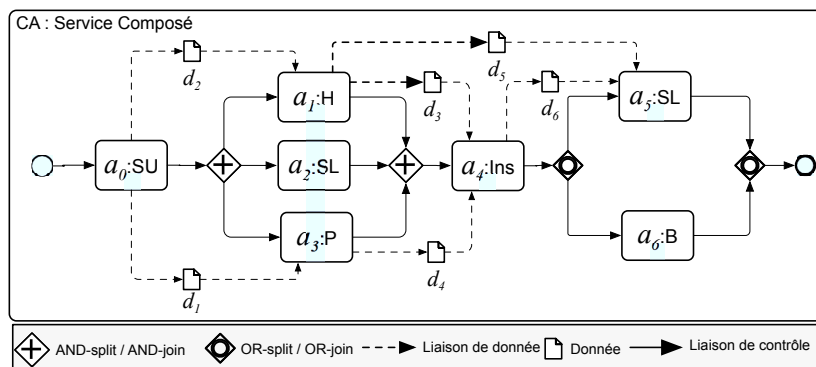 CA : Service Composé
d2
d5
a1:H
d3
d6
a5:SL
a0:SU
a2:SL
a4:Ins
a3:P
a6:B
d4
d1
AND-split / AND-join
OR-split / OR-join
Liaison de donnée
Donnée
Liaison de contrôle